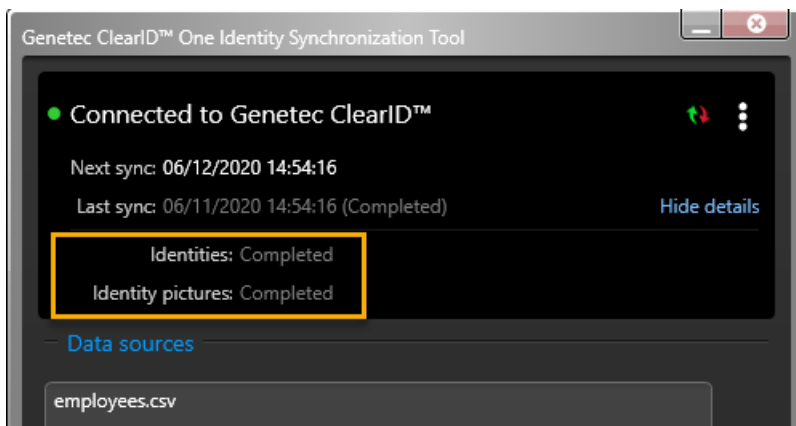 Genetec ClearID™ One Identity Synchronization Tool
Connected to Genetec ClearID™
Next sync: 06/12/2020 14:54:16
Last sync: 06/11/2020 14:54:16 (Completed)
Hide details
Identities: Completed
Identity pictures: Completed
Data sources
employees.csv